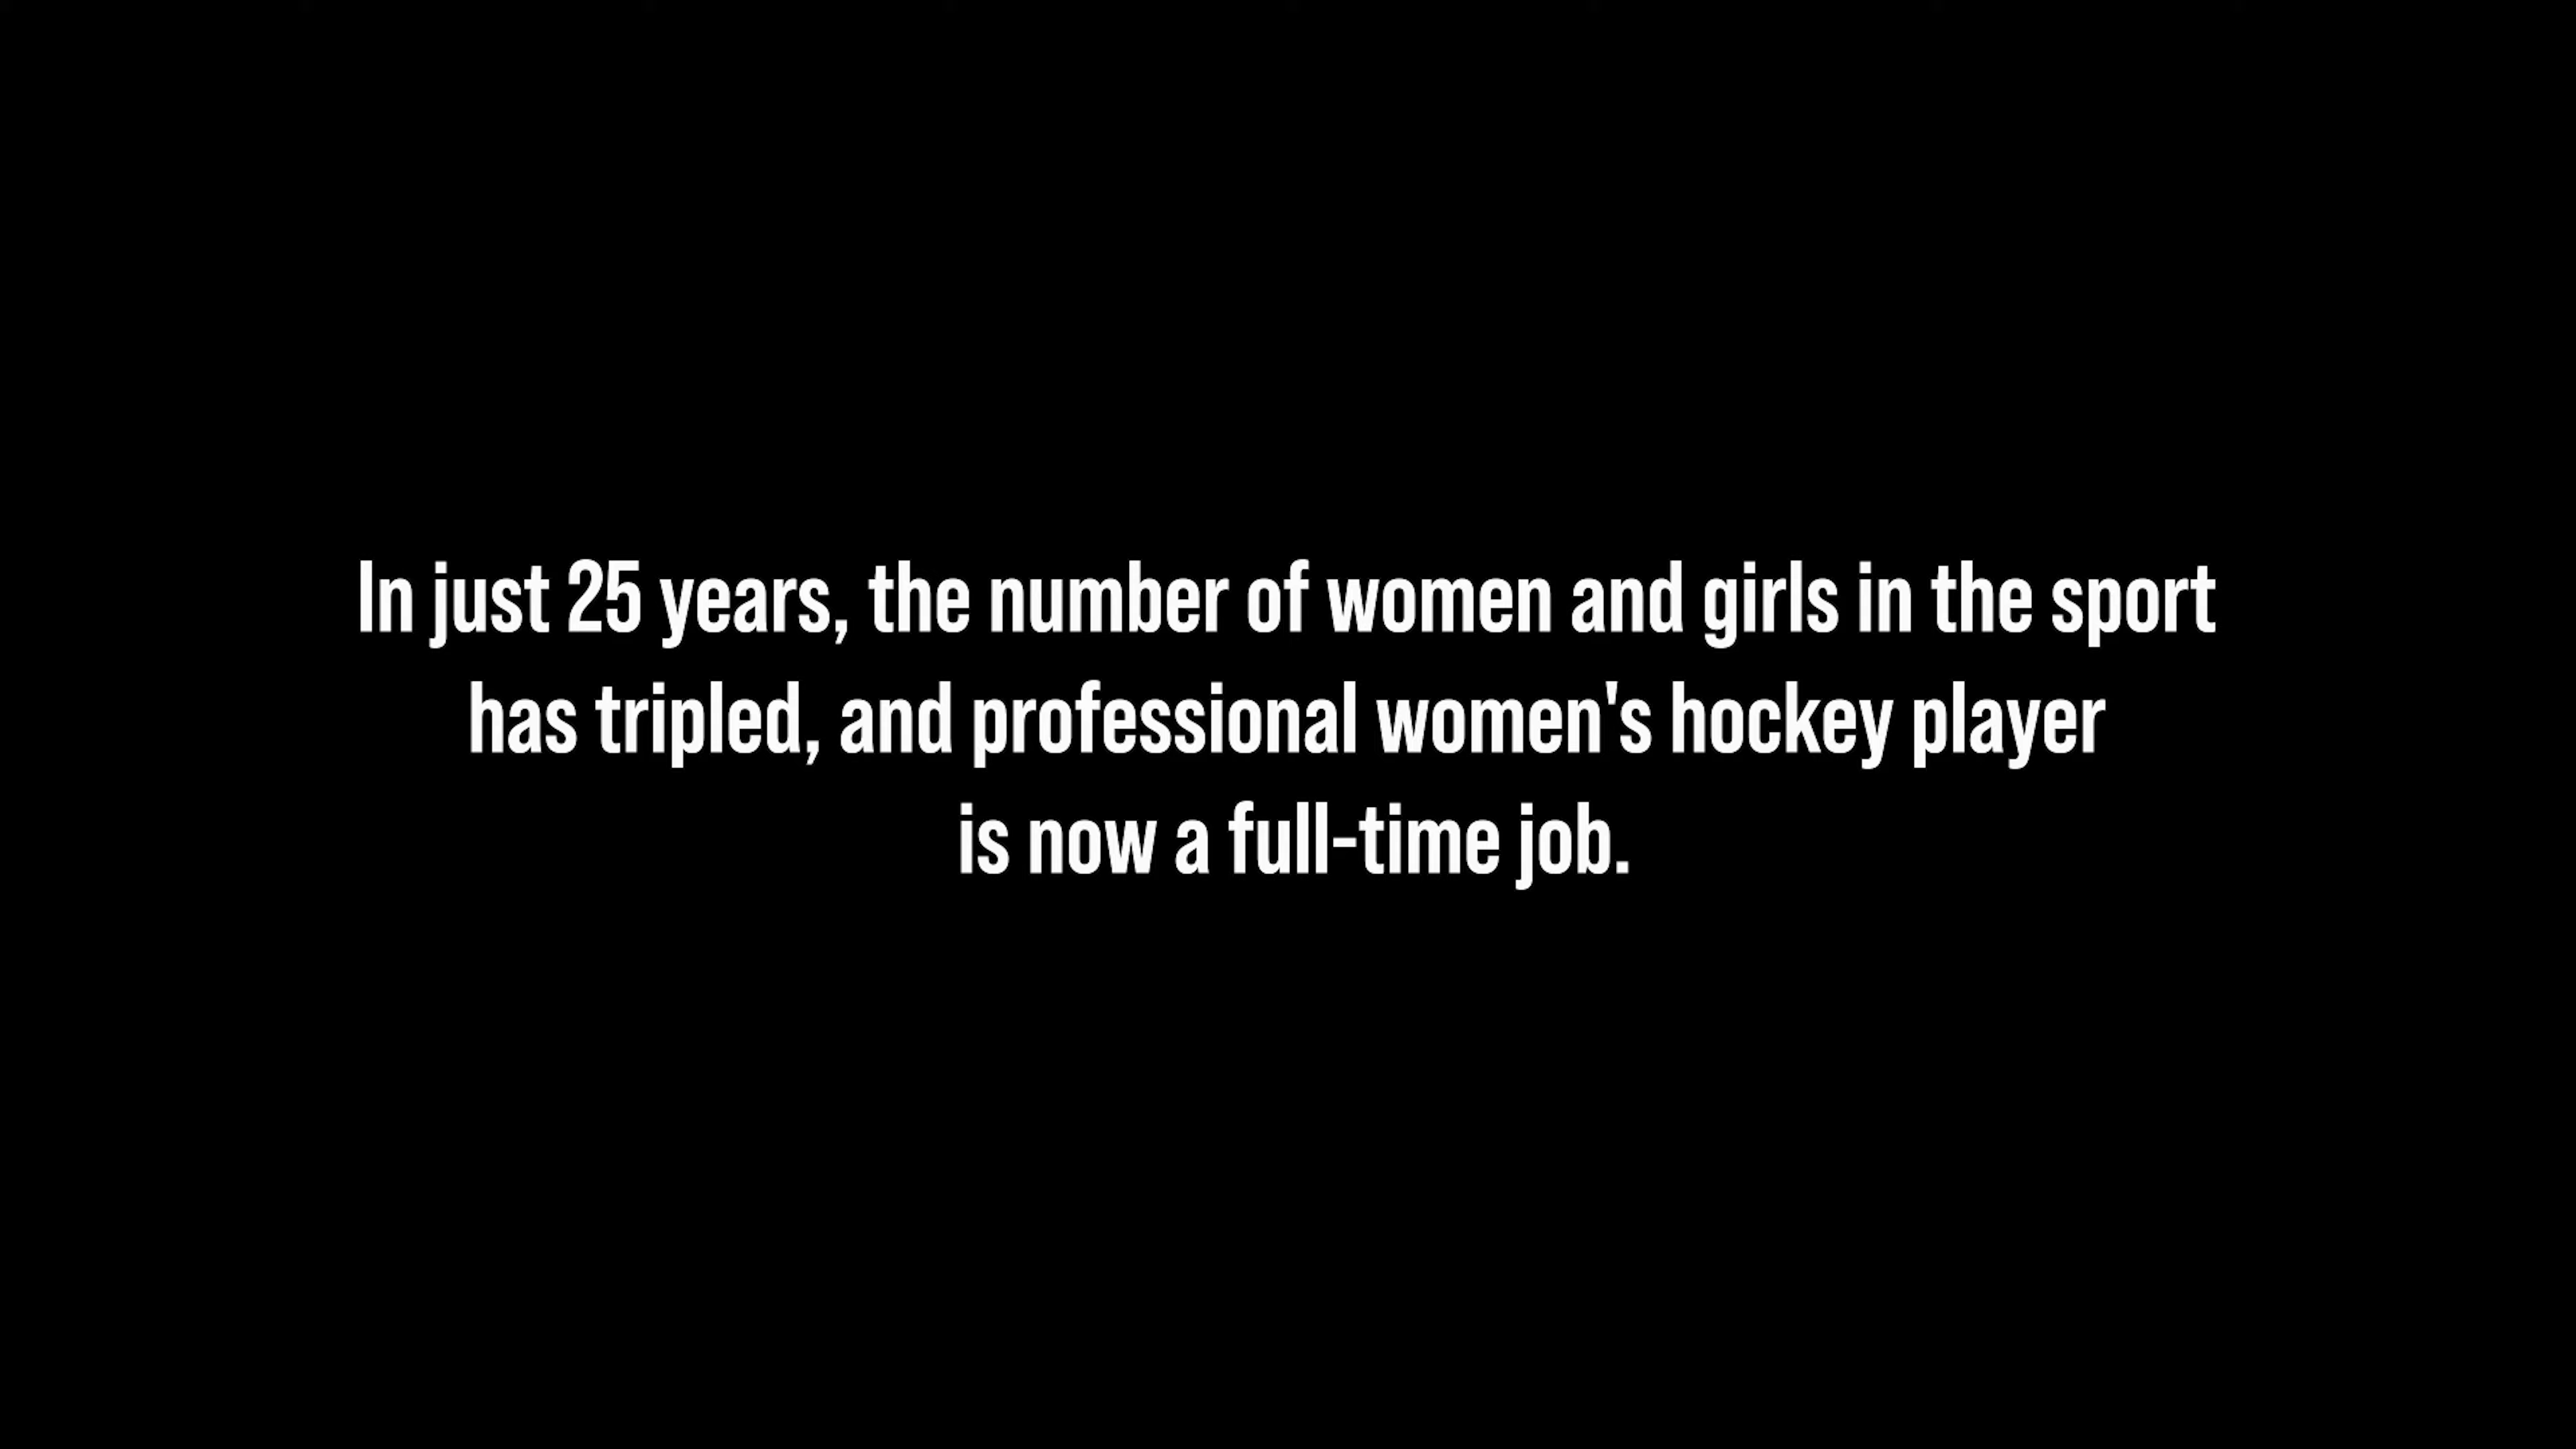 In just 25 years, the number of women and girls in the sport
has tripled, and professional women's hockey player
is now a full-time job.